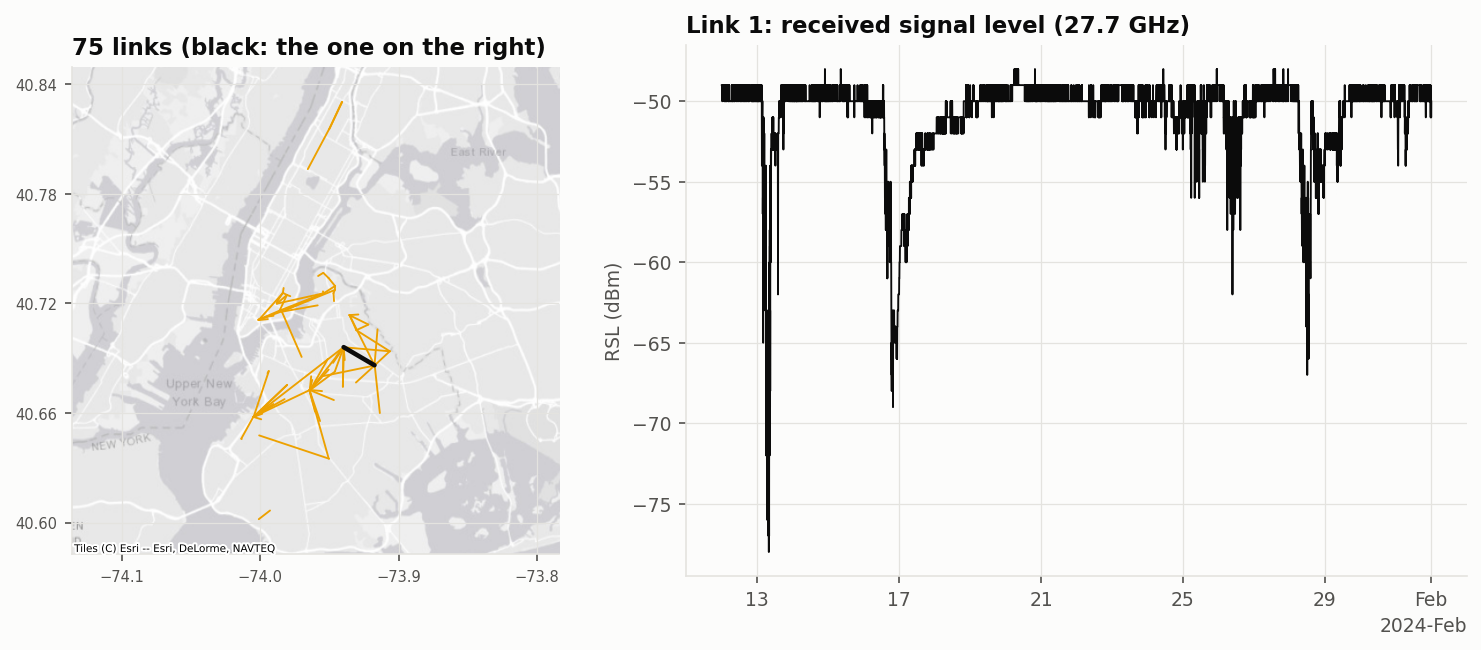 75 links (black: the one on the right)
40.84
40.78
40.72
40.66
40.60
East River
Upper New
York Bay
NEW YORK
EN
D
Tiles (C) Esri -- Esri, DeLorme, NAVTEQ
−74.1
−74.0
−73.9
−73.8
Link 1: received signal level (27.7 GHz)
RSL (dBm)
−50
−55
−60
−65
−70
−75
13
17
21
25
29
Feb
2024-Feb